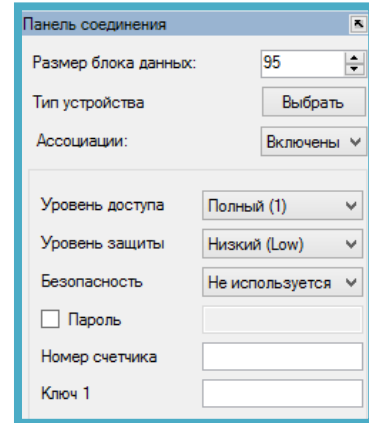 Панель соединения
Размер блока данных: 95
Тип устройства Выбрать
Ассоциации: Включены
Уровень доступа Полный (1)
Уровень защиты Низкий (Low)
Безопасность Не используется
Пароль
Номер счетчика
Ключ 1